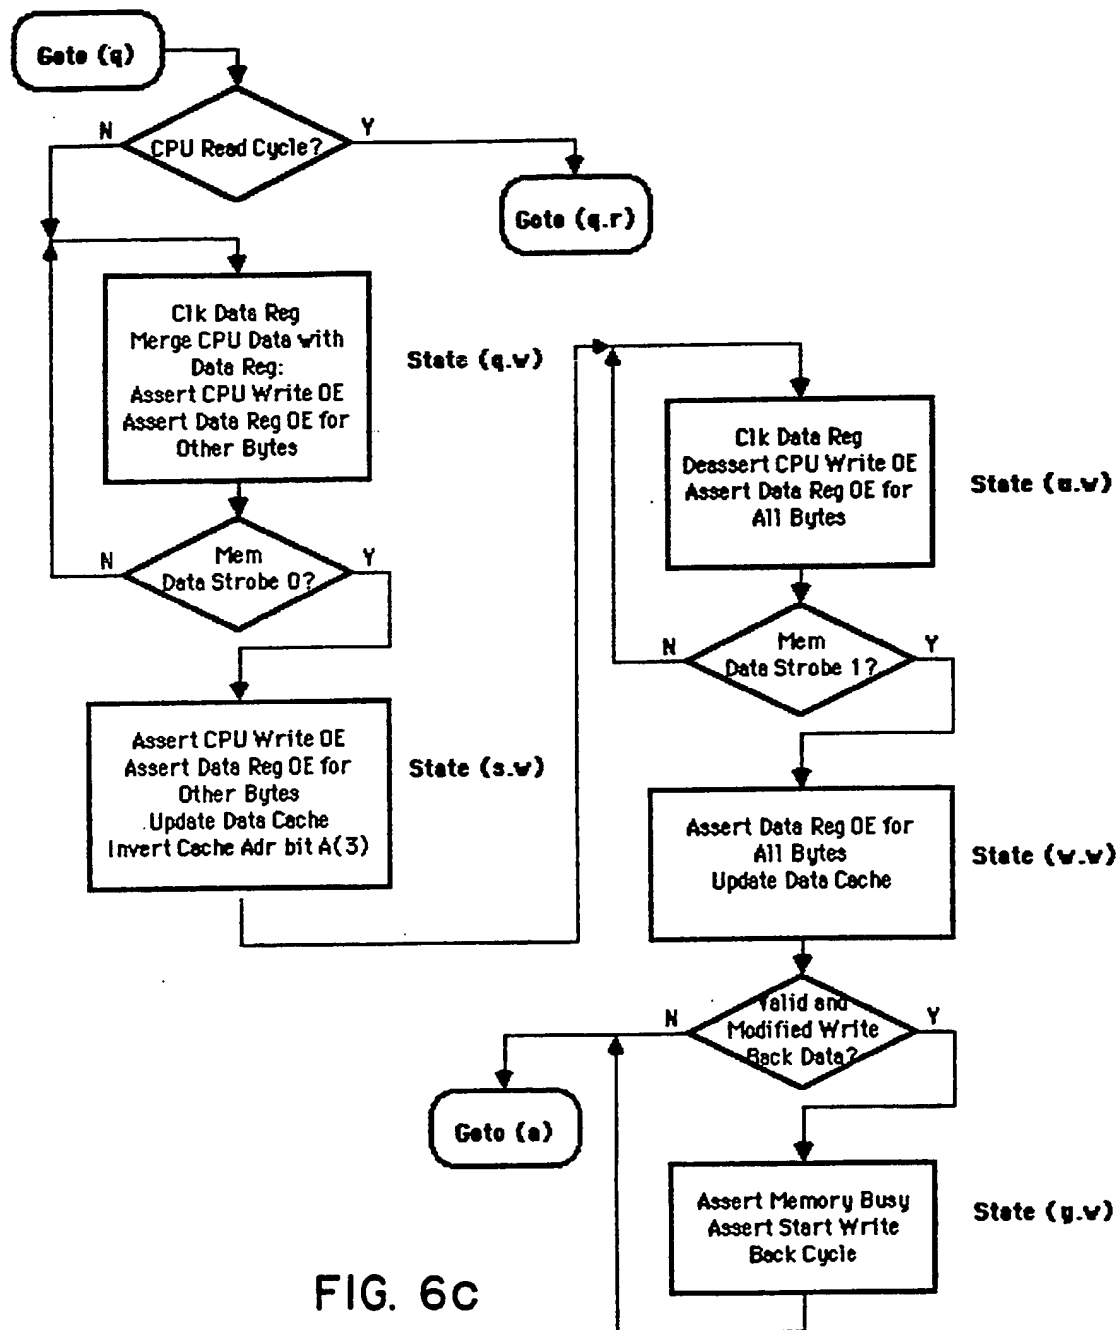 Goto (q)
CPU Read Cycle?
N
Y
Goto (q.r)
Clk Data Reg
Merge CPU Data with
Data Reg:
Assert CPU Write OE
Assert Data Reg OE for
Other Bytes
State (q.w)
Mem
Data Strobe 0?
N
Y
Assert CPU Write OE
Assert Data Reg OE for
Other Bytes
Update Data Cache
Invert Cache Adr bit A(3)
State (s.w)
Clk Data Reg
Deassert CPU Write OE
Assert Data Reg OE for
All Bytes
State (u.w)
Mem
Data Strobe 1?
N
Y
Assert Data Reg OE for
All Bytes
Update Data Cache
State (w.w)
Valid and
Modified Write
Back Data?
N
Y
Goto (a)
Assert Memory Busy
Assert Start Write
Back Cycle
State (y.w)
FIG. 6c